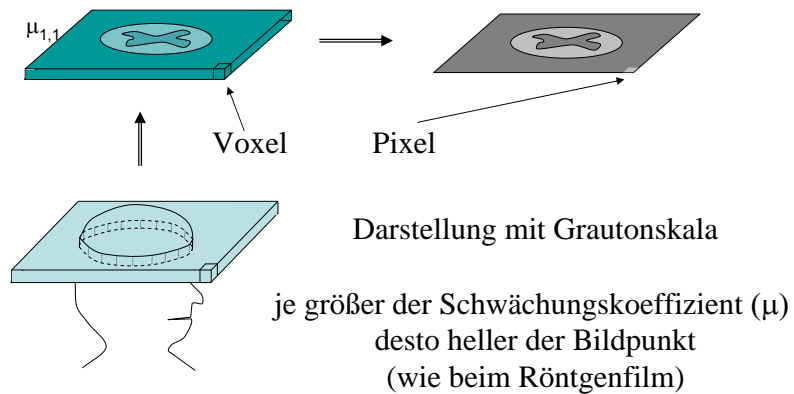 μ1,1
Voxel
Pixel
Darstellung mit Grautonskala
je größer der Schwächungskoeffizient (μ)
desto heller der Bildpunkt
(wie beim Röntgenfilm)